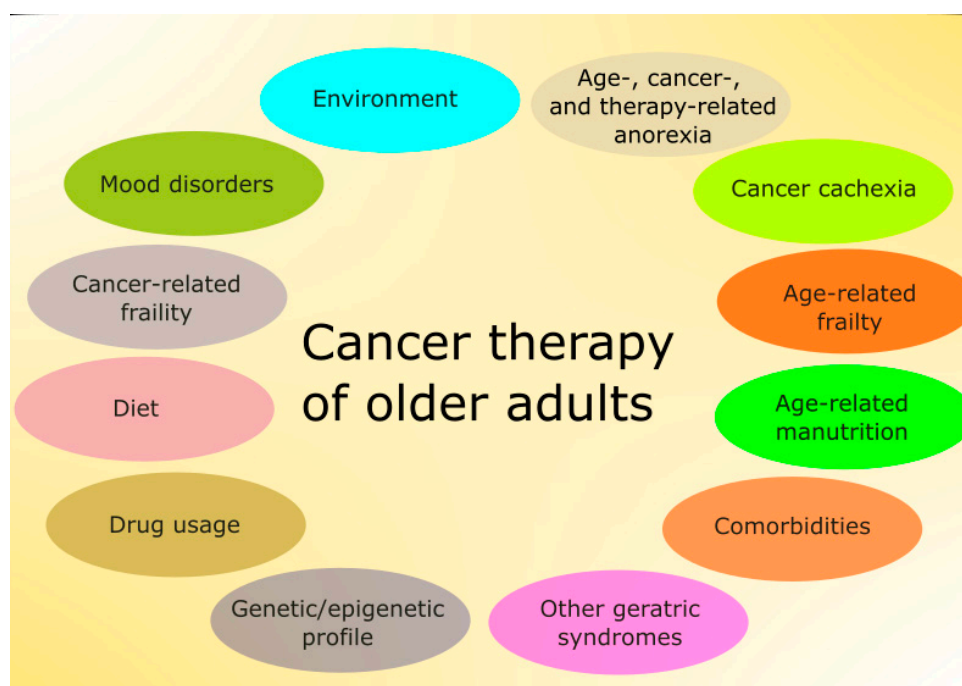 Environment
Age-, cancer-,
and therapy-related
anorexia
Mood disorders
Cancer cachexia
Cancer-related
fraility
Age-related
frailty
Cancer therapy
of older adults
Diet
Age-related
manutrition
Drug usage
Comorbidities
Genetic/epigenetic
profile
Other geratric
syndromes